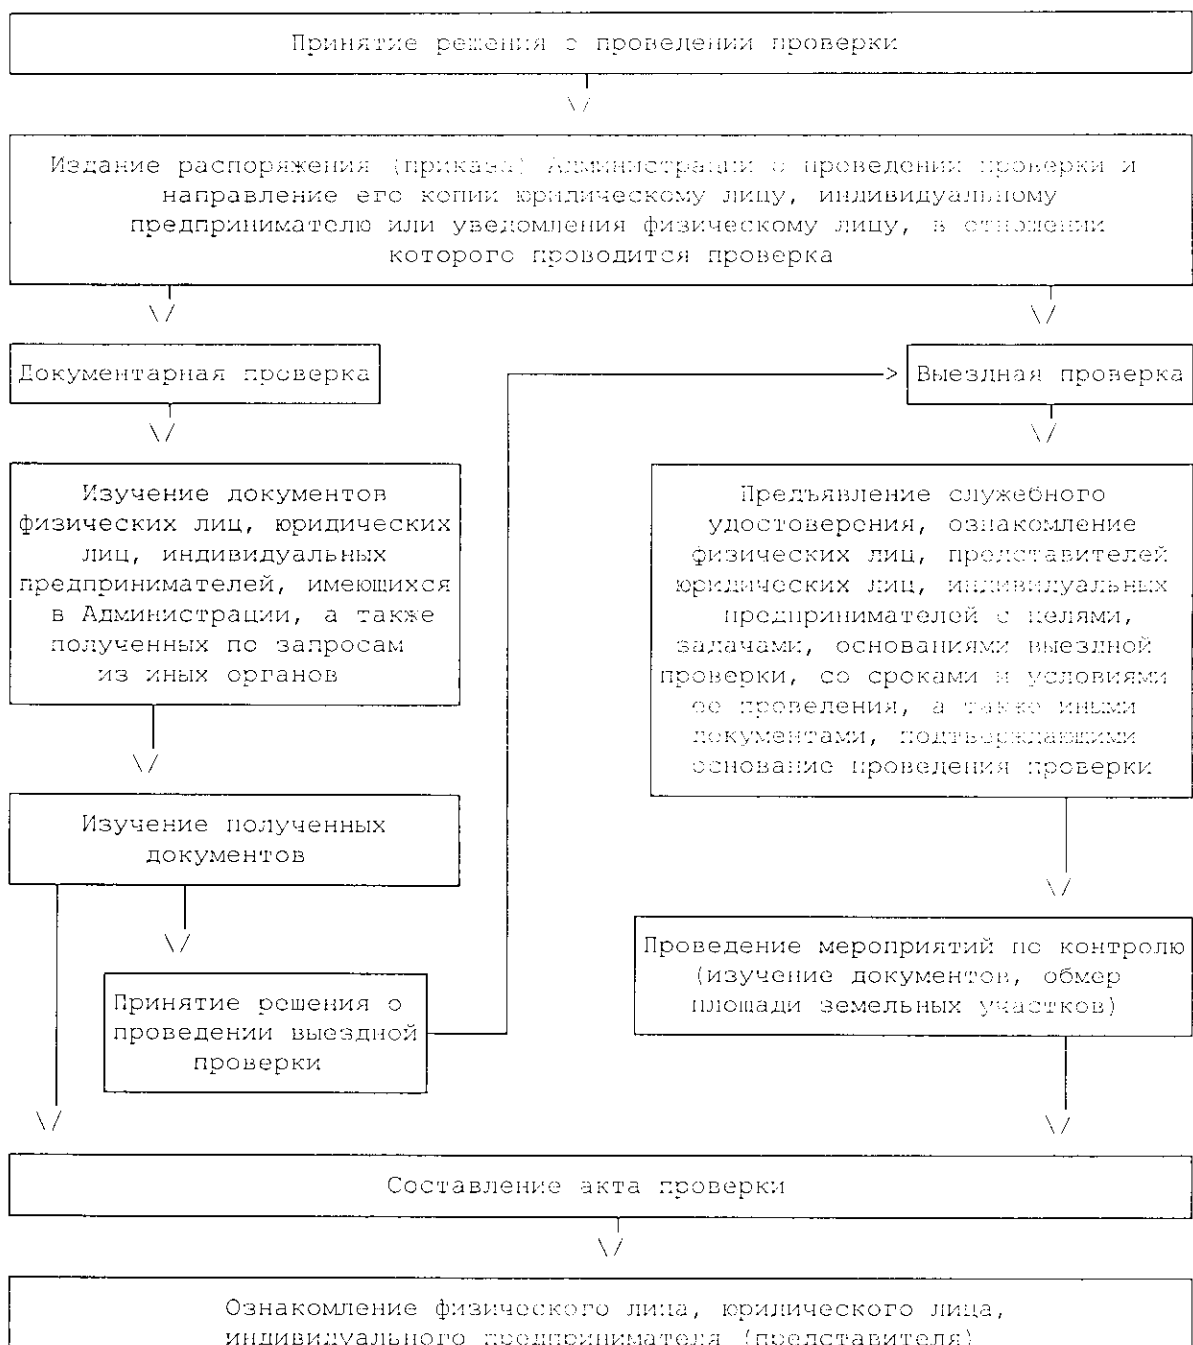 Принятие решения о проведении проверки
Издание распоряжения (приказа) Администрации о проведении проверки и
направление его копии юридическому лицу, индивидуальному
предпринимателю или уведомления физическому лицу, в отношении
которого проводится проверка
Документарная проверка
Выездная проверка
Изучение документов
физических лиц, юридических
лиц, индивидуальных
предпринимателей, имеющихся
в Администрации, а также
полученных по запросам
из иных органов
Предъявление служебного
удостоверения, ознакомление
физических лиц, представителей
юридических лиц, индивидуальных
предпринимателей с целями,
задачами, основаниями выездной
проверки, со сроками и условиями
ее проведения, а также иными
документами, подтверждающими
основание проведения проверки
Изучение полученных
документов
Принятие решения о
проведении выездной
проверки
Проведение мероприятий по контролю
(изучение документов, обмер
площади земельных участков)
Составление акта проверки
Ознакомление физического лица, юридического лица,
индивидуального предпринимателя (представителя)